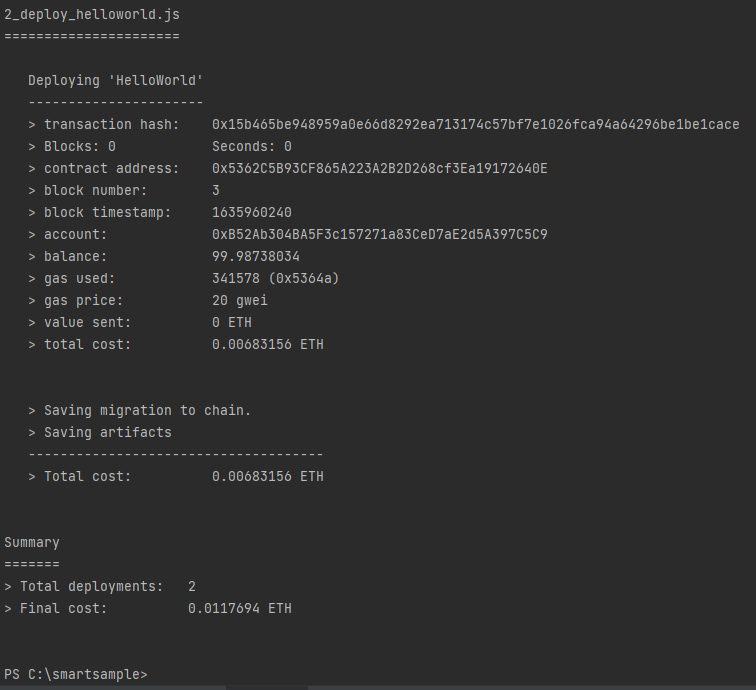 2_deploy_helloworld.js
======================
Deploying 'HelloWorld'
----------------------
> transaction hash:    0x15b465be948959a0e66d8292ea713174c57bf7e1026fca94a64296be1be1cace
> Blocks: 0            Seconds: 0
> contract address:    0x5362C5B93CF865A223A2B2D268cf3Ea19172640E
> block number:        3
> block timestamp:     1635960240
> account:             0xB52Ab304BA5F3c157271a83CeD7aE2d5A397C5C9
> balance:             99.98738034
> gas used:            341578 (0x5364a)
> gas price:           20 gwei
> value sent:          0 ETH
> total cost:          0.00683156 ETH
> Saving migration to chain.
> Saving artifacts
-------------------------------------
> Total cost:          0.00683156 ETH
Summary
=======
> Total deployments:   2
> Final cost:          0.0117694 ETH
PS C:\smartsample>